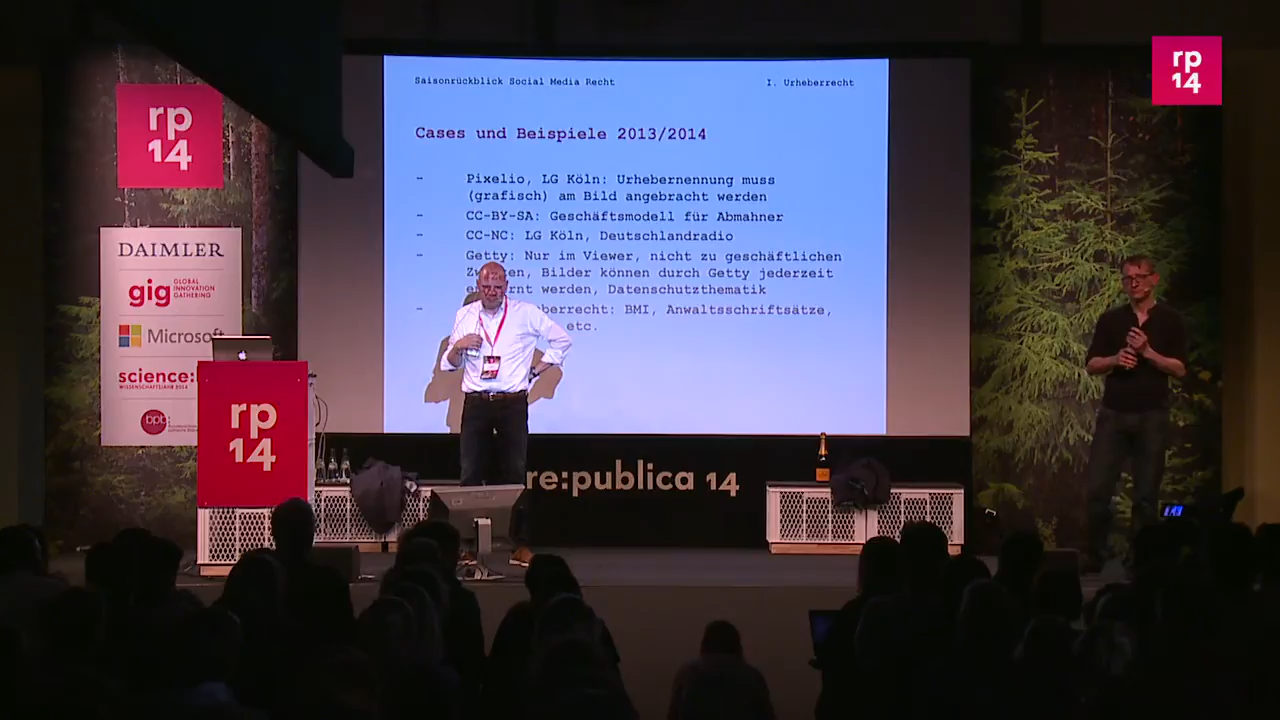 rp
14
rp
14
Saisonrückblick Social Media Recht
I. Urheberrecht
Cases und Beispiele 2013/2014
- Pixelio, LG Köln: Urhebernennung muss
(grafisch) am Bild angebracht werden
- CC-BY-SA: Geschäftsmodell für Abmahner
- CC-NC: LG Köln, Deutschlandradio
- Getty: Nur im Viewer, nicht zu geschäftlichen
Bilder können durch Getty jederzeit
werden, Datenschutzthematik
- BMI, Anwaltsschriftsätze,
etc.
DAIMLER
gig GLOBAL
INNOVATION
GATHERING
Microsoft
science:
WISSENSCHAFTSJAHR 2014
bpb:
rp
14
re:publica 14